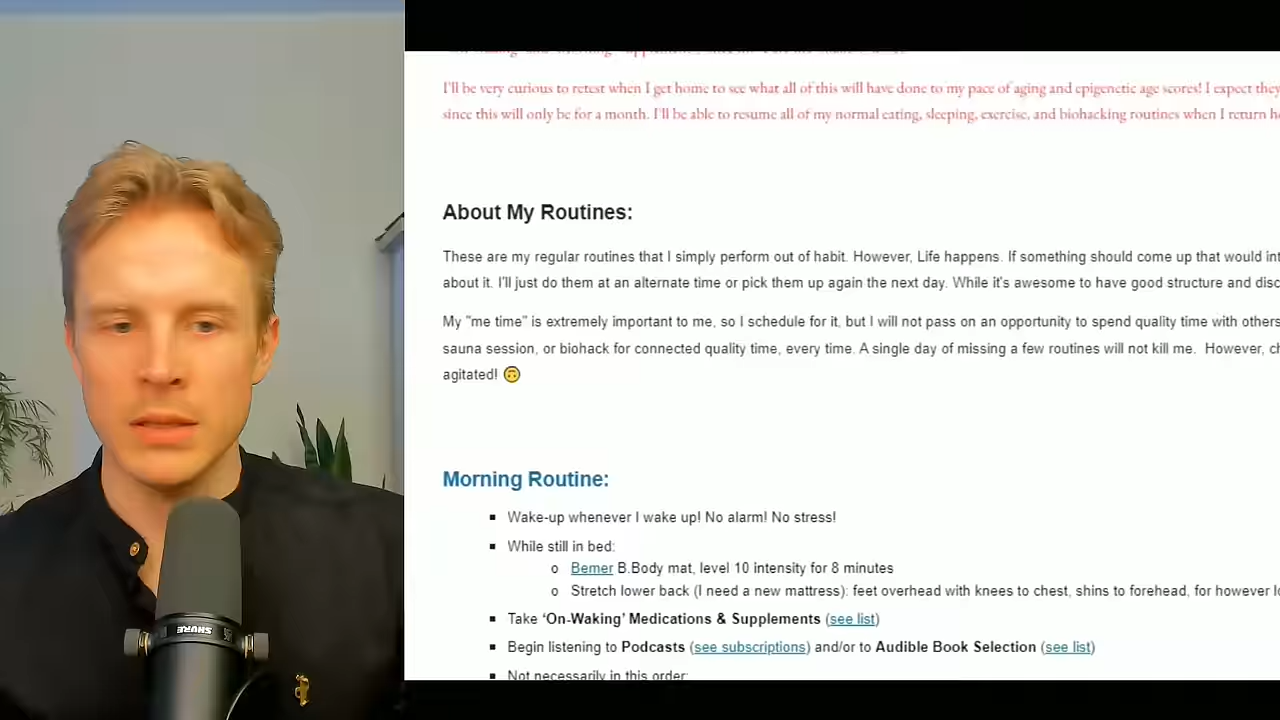 I'll be very curious to retest when I get home to see what all of this will have done to my pace of aging and epigenetic age scores! I expect they
since this will only be for a month. I'll be able to resume all of my normal eating, sleeping, exercise, and biohacking routines when I return
About My Routines:
These are my regular routines that I simply perform out of habit. However, Life happens. If something should come up that would
about it. I'll just do them at an alternate time or pick them up again the next day. While it's awesome to have good structure and
My "me time" is extremely important to me, so I schedule for it, but I will not pass on an opportunity to spend quality time with others
sauna session, or biohack for connected quality time, every time. A single day of missing a few routines will not kill me. However,
agitated! 🙃
Morning Routine:
▪ Wake-up whenever I wake up! No alarm! No stress!
▪ While still in bed:
o Bemer B.Body mat, level 10 intensity for 8 minutes
o Stretch lower back (I need a new mattress): feet overhead with knees to chest, shins to forehead, for however
▪ Take 'On-Waking' Medications & Supplements (see list)
▪ Begin listening to Podcasts (see subscriptions) and/or to Audible Book Selection (see list)
▪ Not necessarily in this order:
SHURE